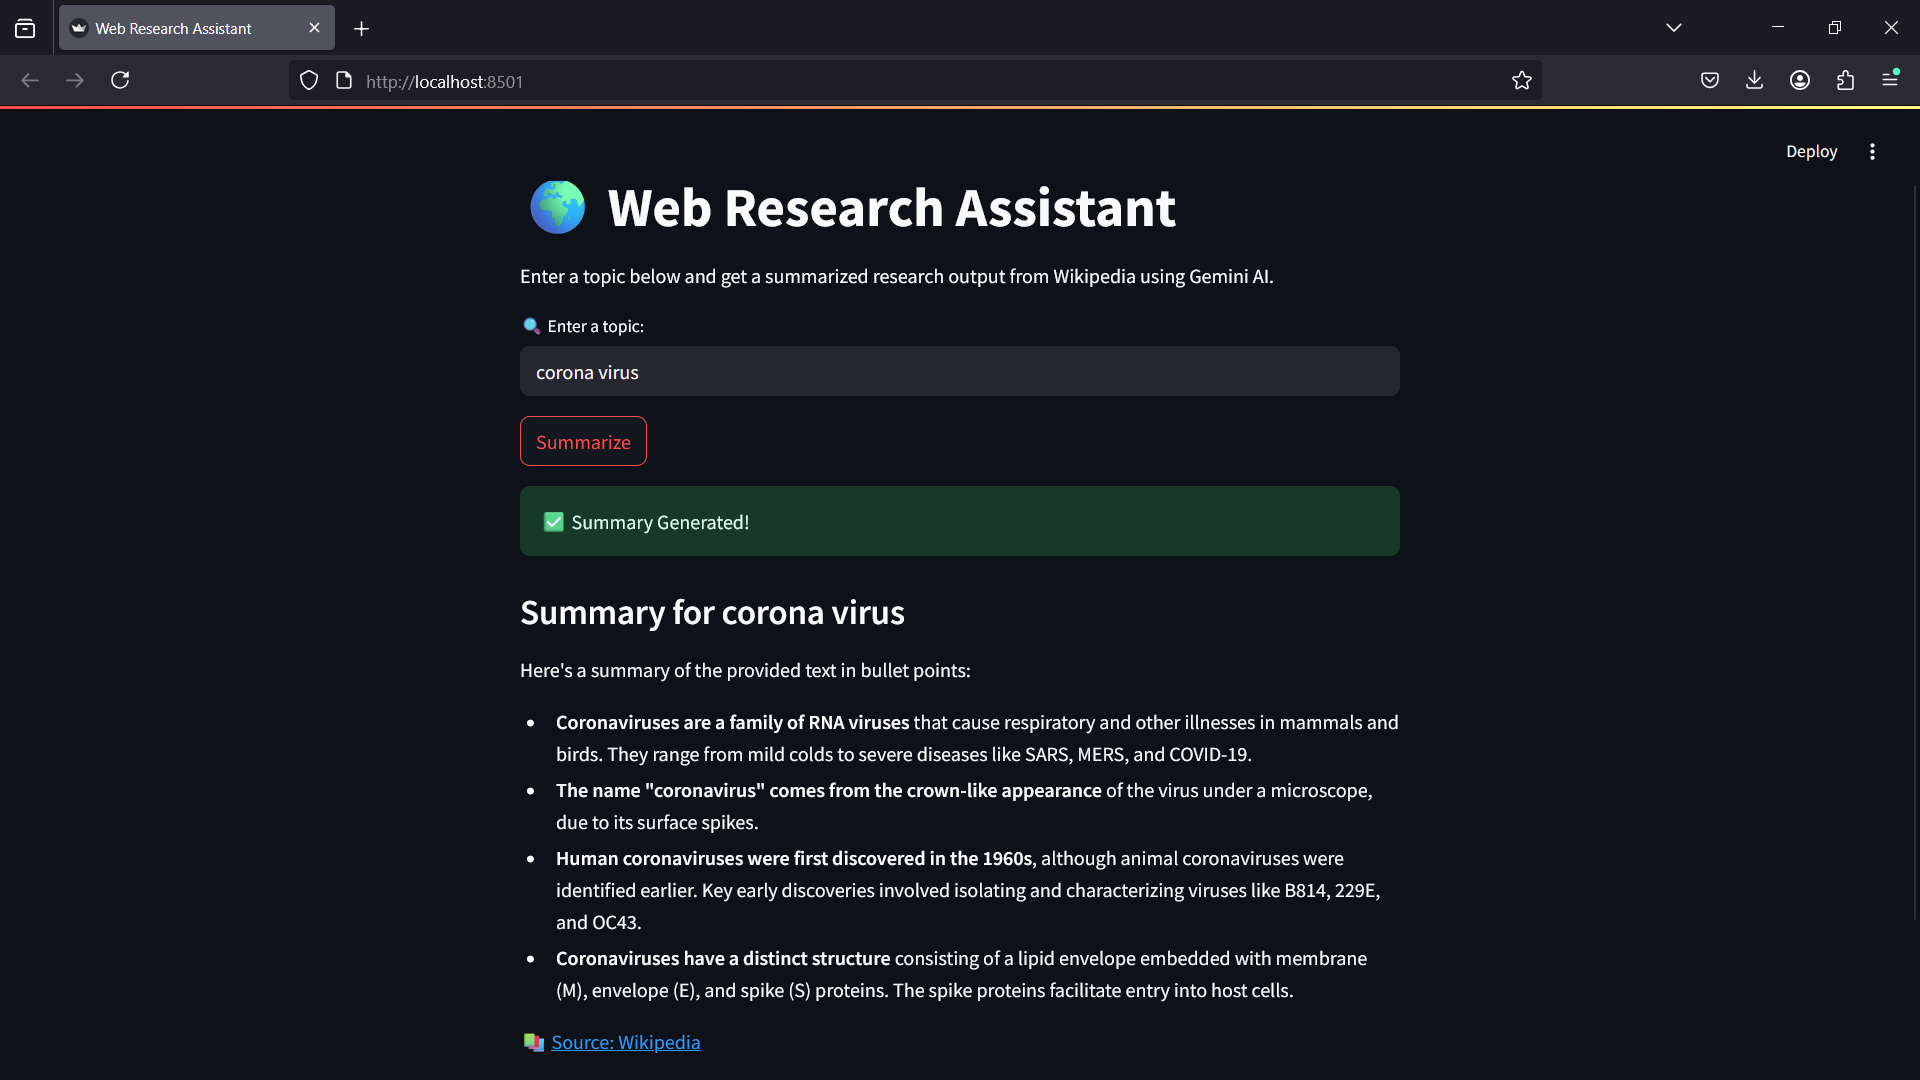 Web Research Assistant
http://localhost:8501
Deploy
Web Research Assistant
Enter a topic below and get a summarized research output from Wikipedia using Gemini AI.
Enter a topic:
corona virus
Summarize
Summary Generated!
Summary for corona virus
Here's a summary of the provided text in bullet points:
• Coronaviruses are a family of RNA viruses that cause respiratory and other illnesses in mammals and
birds. They range from mild colds to severe diseases like SARS, MERS, and COVID-19.
• The name "coronavirus" comes from the crown-like appearance of the virus under a microscope,
due to its surface spikes.
• Human coronaviruses were first discovered in the 1960s, although animal coronaviruses were
identified earlier. Key early discoveries involved isolating and characterizing viruses like B814, 229E,
and OC43.
• Coronaviruses have a distinct structure consisting of a lipid envelope embedded with membrane
(M), envelope (E), and spike (S) proteins. The spike proteins facilitate entry into host cells.
Source: Wikipedia